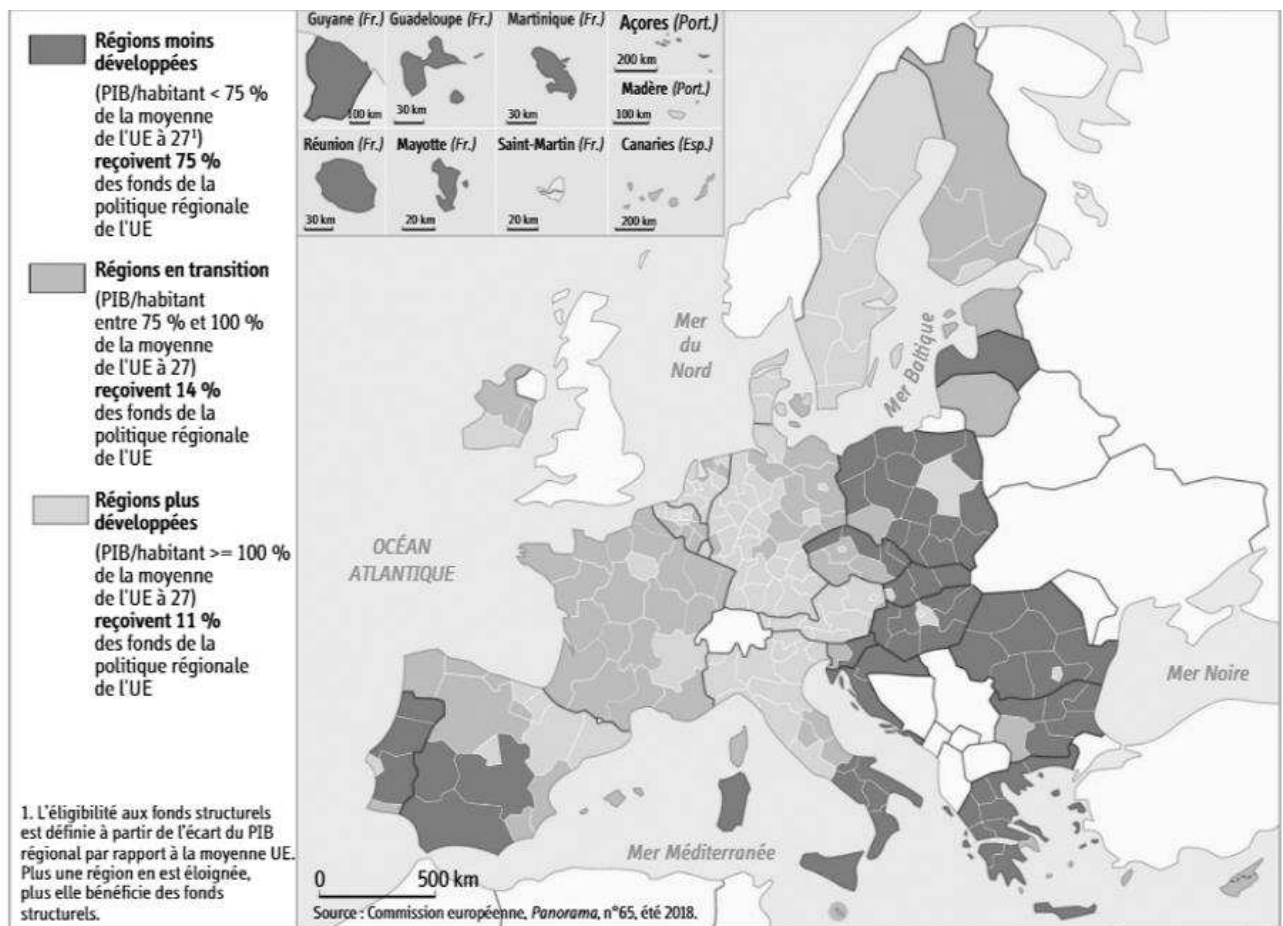 Régions moins
développées
(PIB/habitant < 75 %
de la moyenne
de l'UE à 27¹)
reçoivent 75 %
des fonds de la
politique régionale
de l'UE
Régions en transition
(PIB/habitant
entre 75 % et 100 %
de la moyenne
de l'UE à 27)
reçoivent 14 %
des fonds de la
politique régionale
de l'UE
Régions plus
développées
(PIB/habitant >= 100 %
de la moyenne
de l'UE à 27)
reçoivent 11 %
des fonds de la
politique régionale
de l'UE
1. L'éligibilité aux fonds structurels
est définie à partir de l'écart du PIB
régional par rapport à la moyenne UE.
Plus une région en est éloignée,
plus elle bénéficie des fonds
structurels.
Guyane (Fr.)
100 km
Guadeloupe (Fr.)
30 km
Martinique (Fr.)
30 km
Açores (Port.)
200 km
Madère (Port.)
100 km
Réunion (Fr.)
30 km
Mayotte (Fr.)
20 km
Saint-Martin (Fr.)
20 km
Canaries (Esp.)
200 km
Mer
du
Nord
Mer Baltique
OCÉAN
ATLANTIQUE
Mer Noire
Mer Méditerranée
0 500 km
Source : Commission européenne, Panorama, n°65, été 2018.